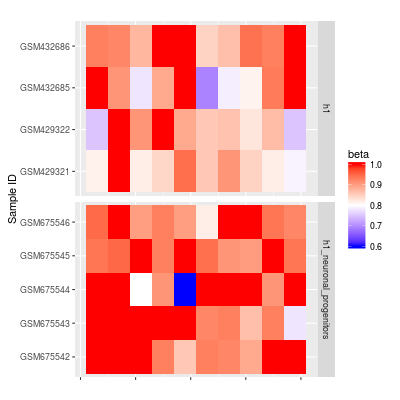 GSM432686
GSM432685
GSM429322
GSM429321
h1
GSM675546
GSM675545
GSM675544
GSM675543
GSM675542
h1_neuronal_progenitors
Sample ID
beta
1.0
0.9
0.8
0.7
0.6